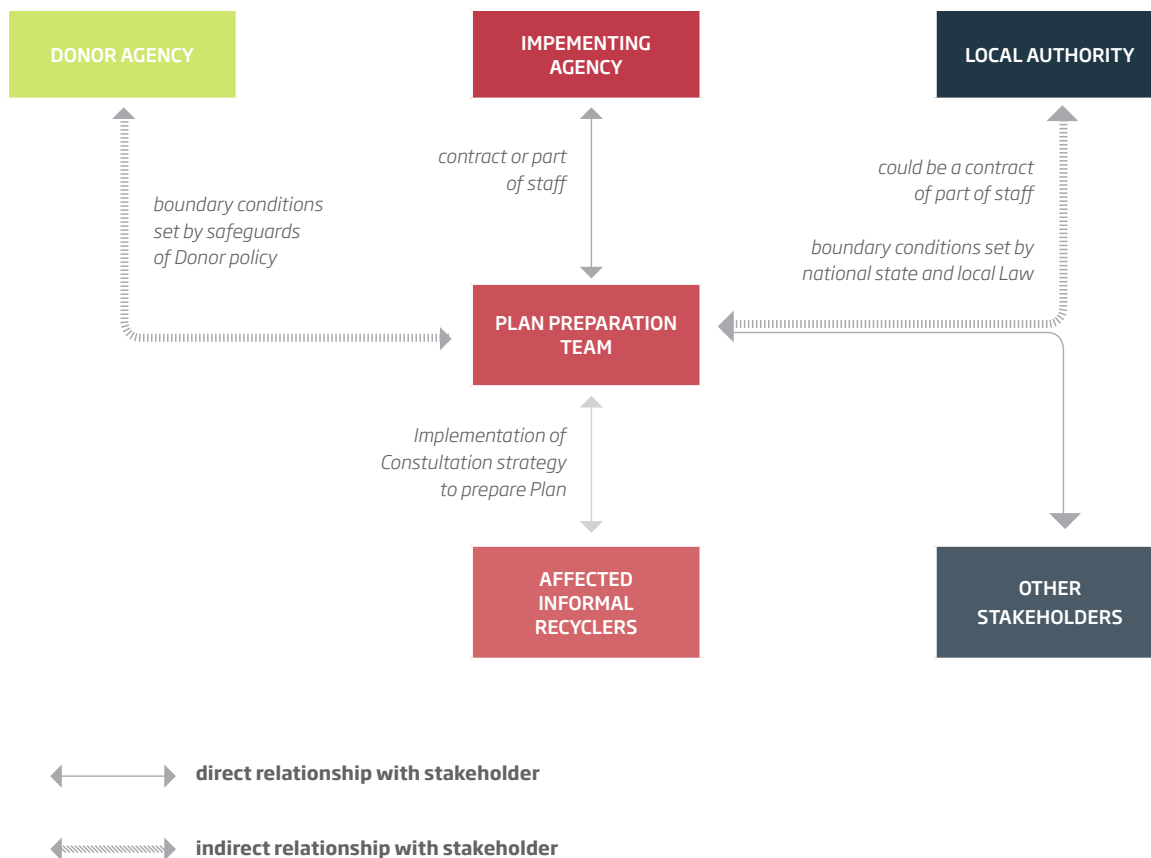 DONOR AGENCY
IMPEMENTING
AGENCY
LOCAL AUTHORITY
contract or part
of staff
could be a contract
of part of staff
boundary conditions
set by safeguards
of Donor policy
boundary conditions set by
national state and local Law
PLAN PREPARATION
TEAM
Implementation of
Constultation strategy
to prepare Plan
AFFECTED
INFORMAL
RECYCLERS
OTHER
STAKEHOLDERS
direct relationship with stakeholder
indirect relationship with stakeholder